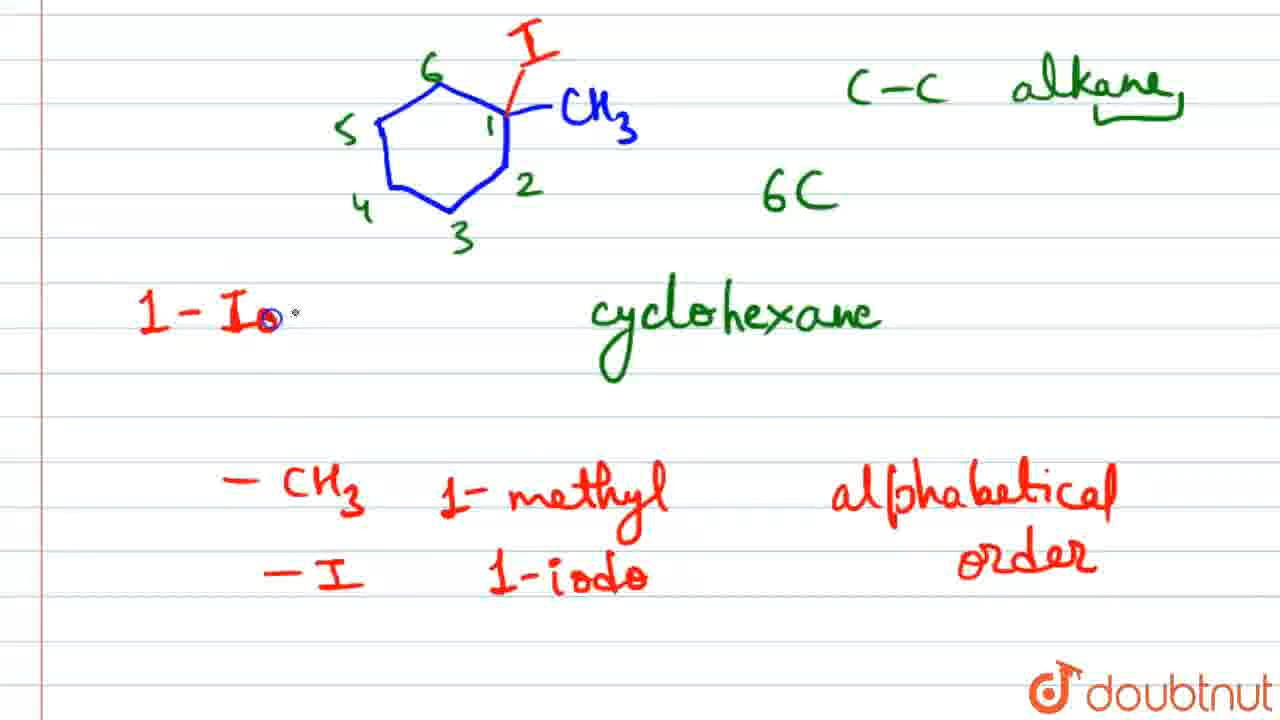 I
6
CH3
1
5
2
4
3
C-C alkane
6C
1- Io
cyclohexane
- CH3 1- methyl
- I 1-iodo
alphabetical
order
doubtnut